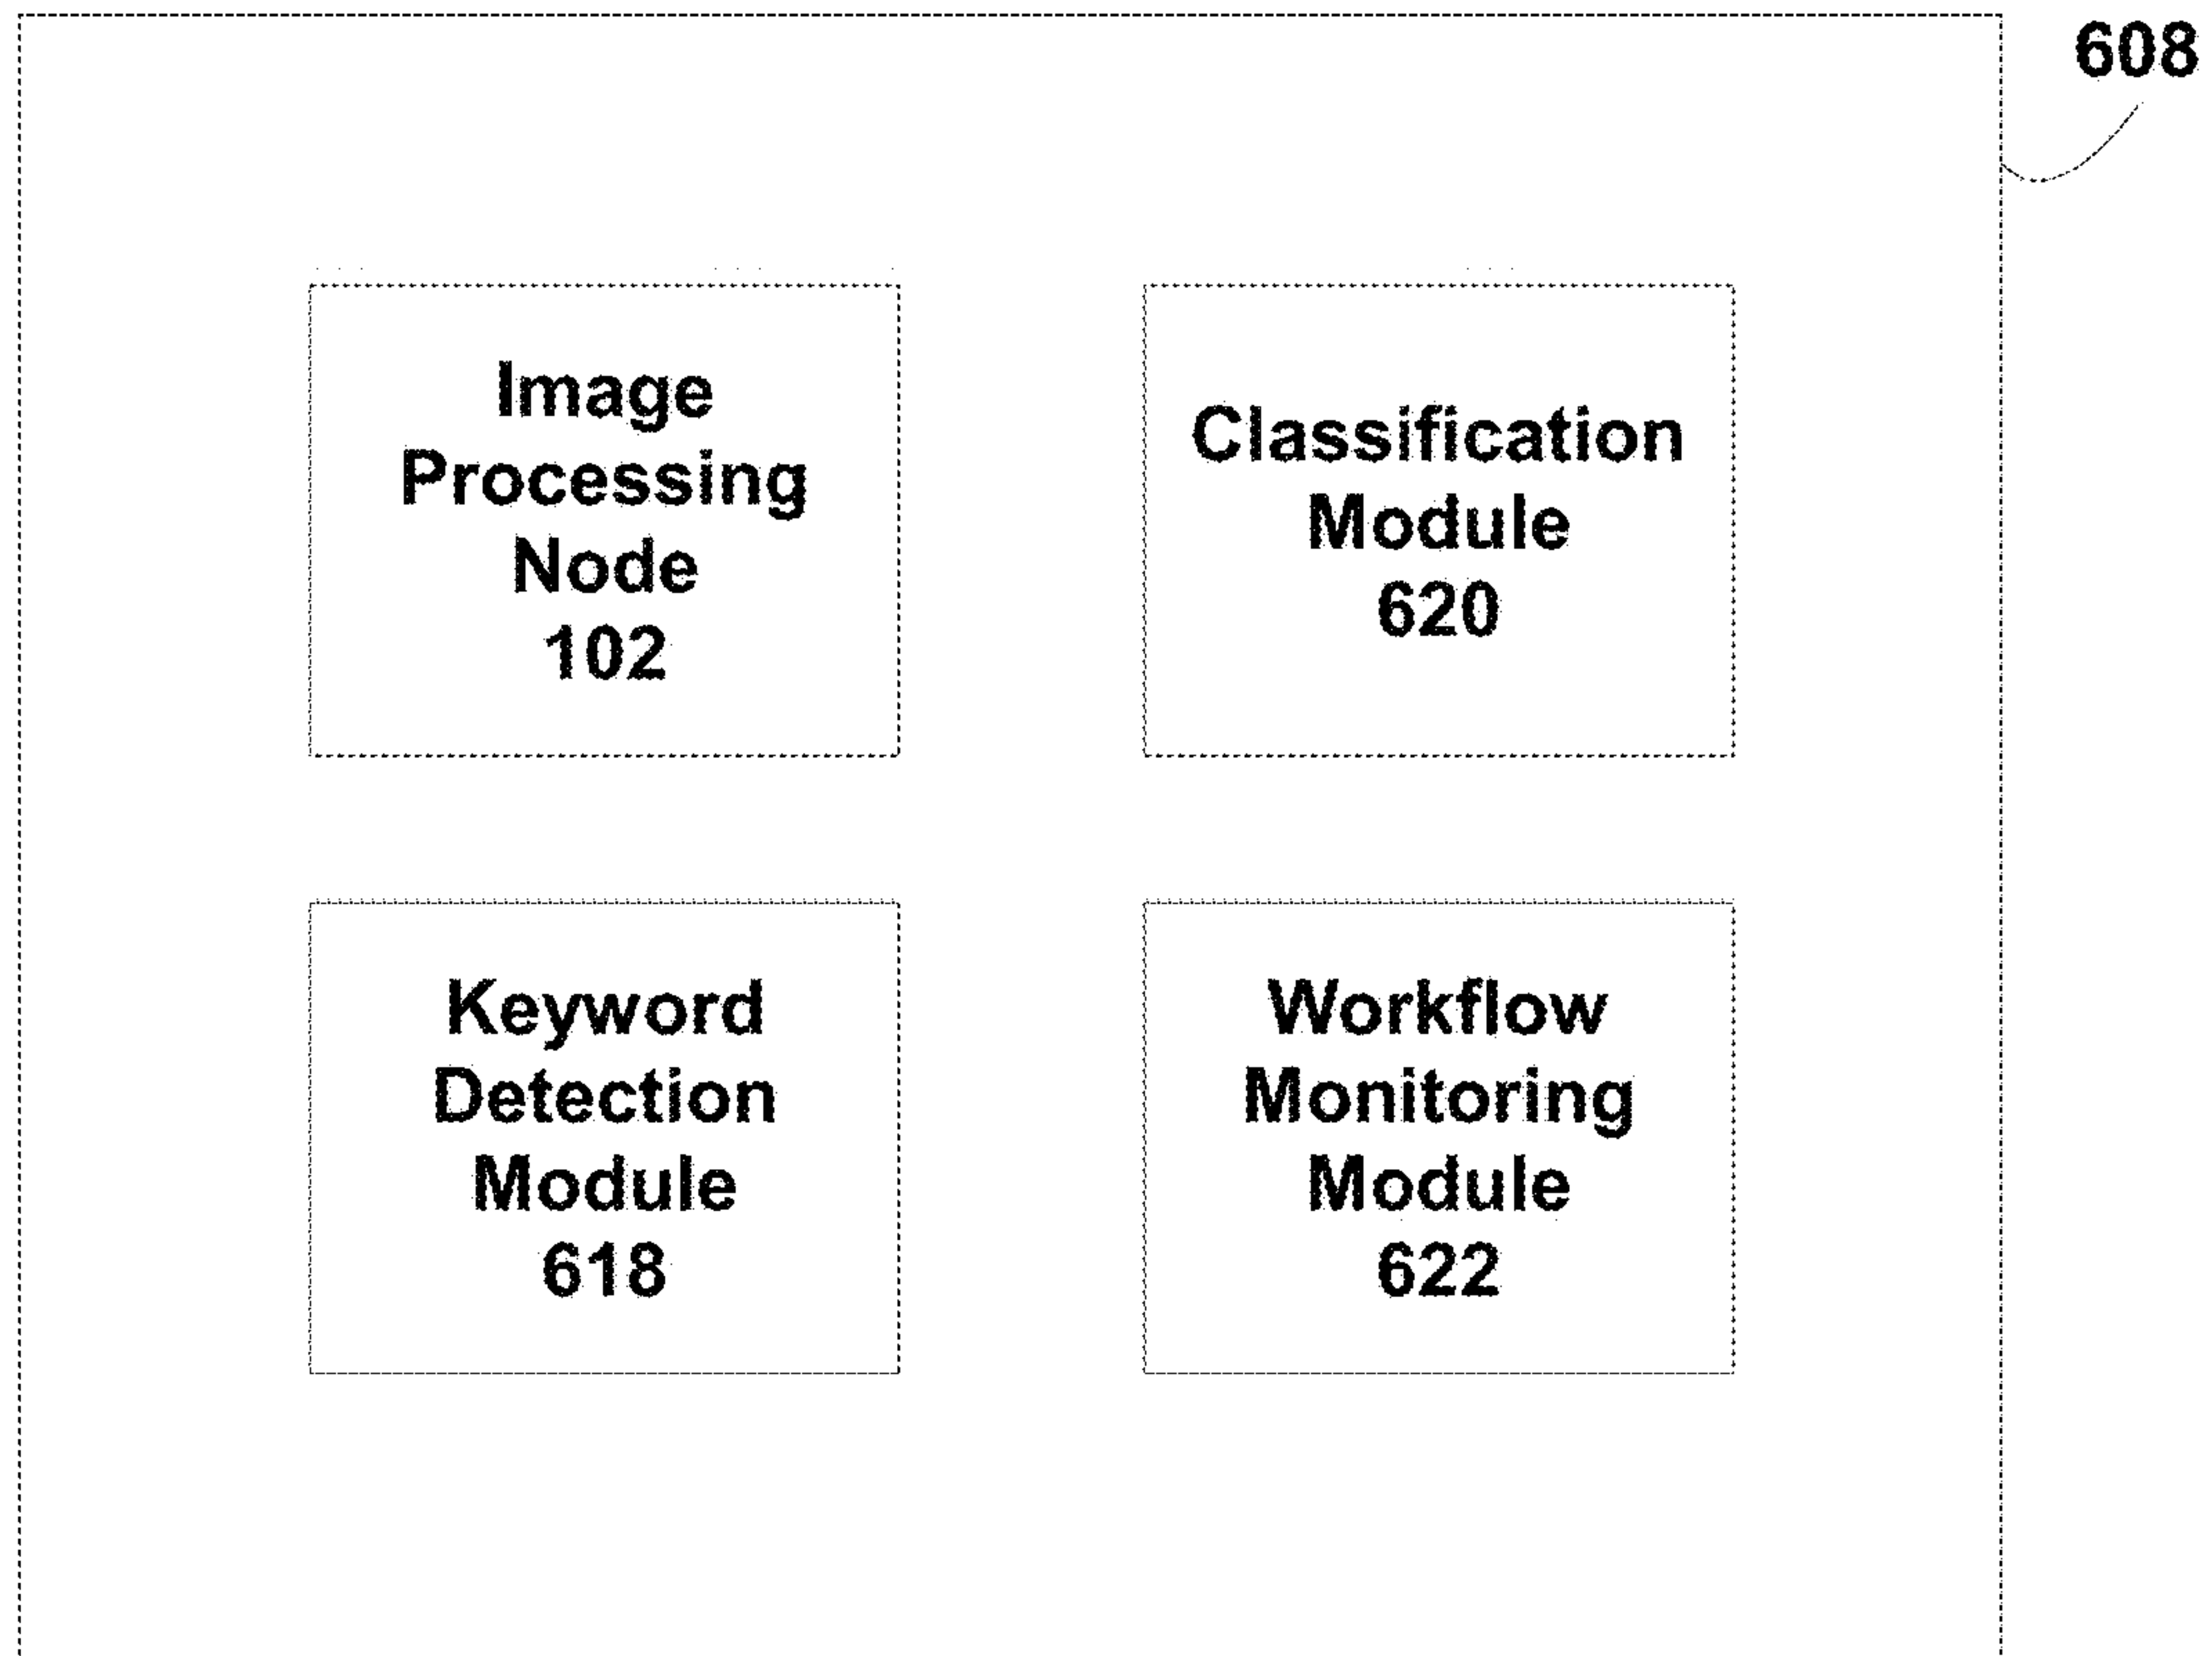 608
Image
Processing
Node
102
Classification
Module
620
Keyword
Detection
Module
618
Workflow
Monitoring
Module
622